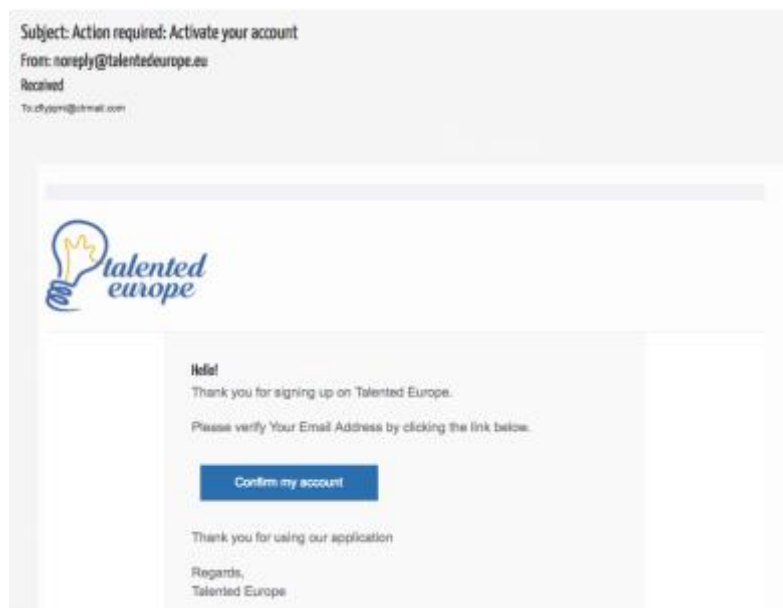 Subject: Action required: Activate your account
From: noreply@talentedeurope.eu
Received
talented
europe
Hello!
Thank you for signing up on Talented Europe.
Please verify Your Email Address by clicking the link below.
Confirm my account
Thank you for using our application
Regards,
Talented Europe